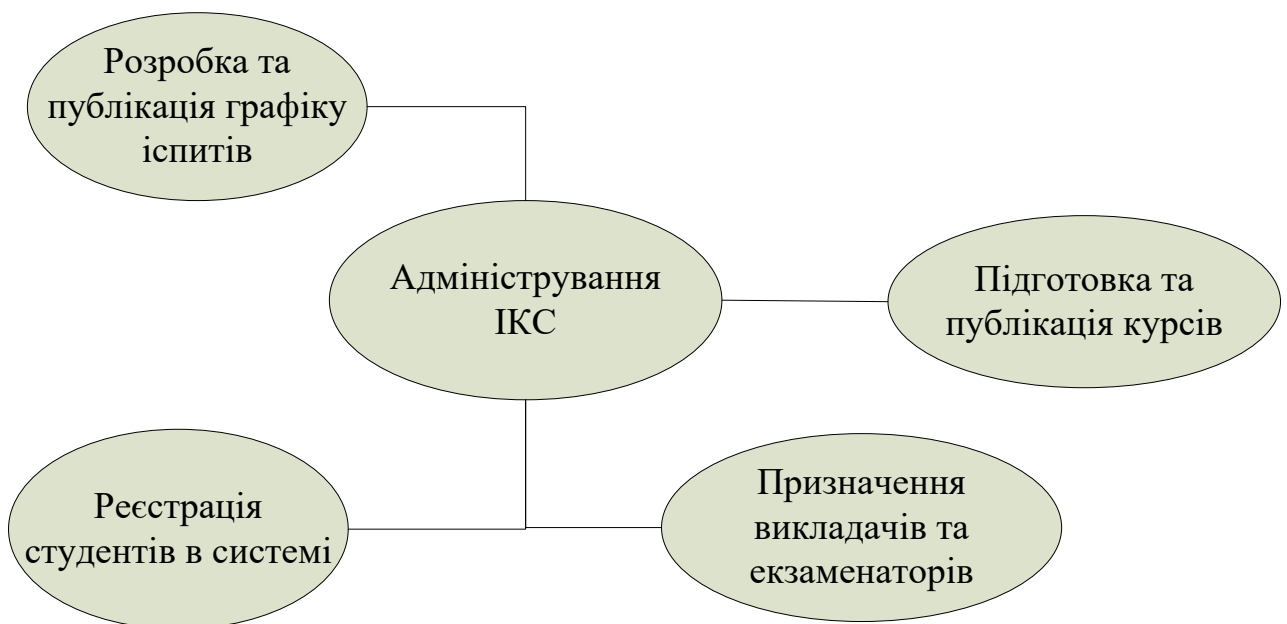 Розробка та
публікація графіку
іспитів
Адміністрування
ІКС
Підготовка та
публікація курсів
Реєстрація
студентів в системі
Призначення
викладачів та
екзаменаторів